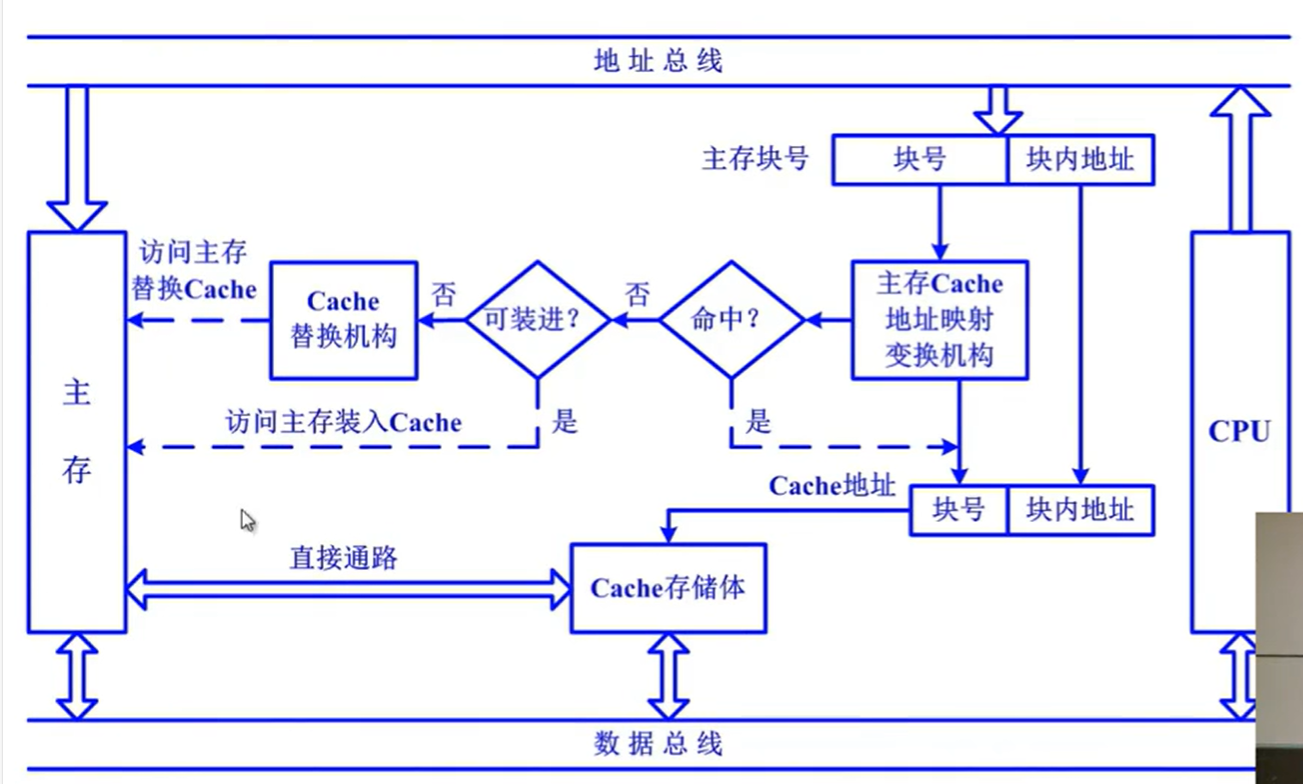 地址总线
主存块号
块号
块内地址
访问主存
替换Cache
Cache
替换机构
否
可装进？
否
命中？
主存Cache
地址映射
变换机构
主
存
访问主存装入Cache
是
是
CPU
Cache地址
块号
块内地址
直接通路
Cache存储体
数据总线